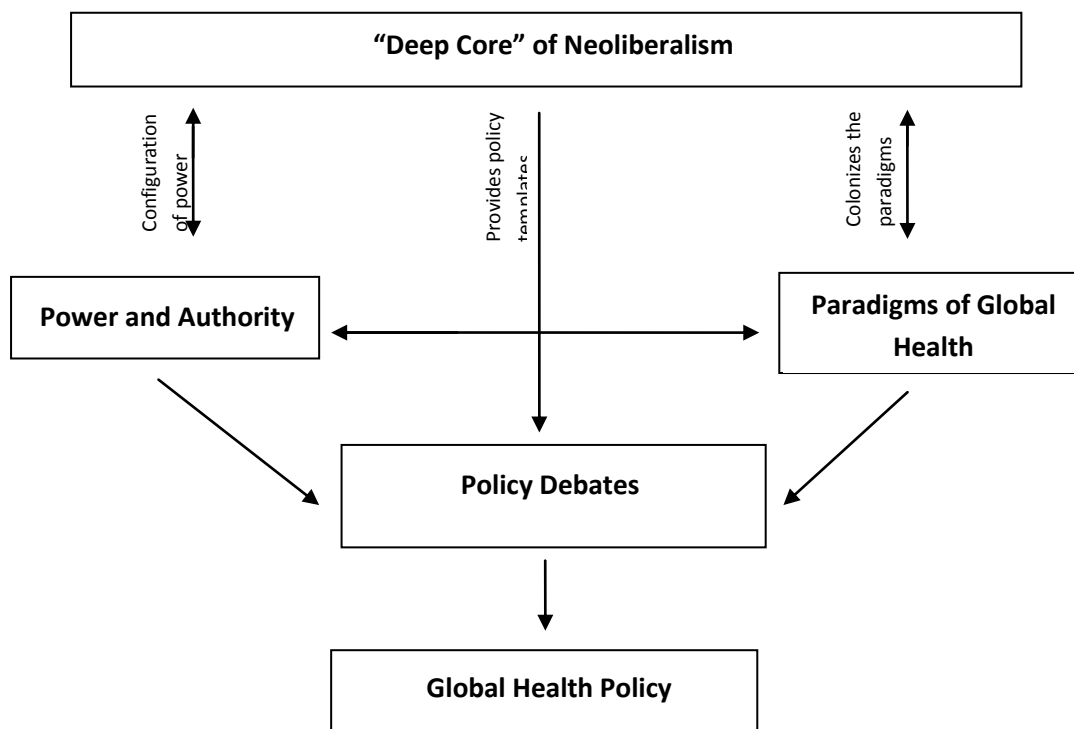 “Deep Core” of Neoliberalism
Configuration
of power
Provides policy
templates
Colonizes the
paradigms
Power and Authority
Paradigms of Global
Health
Policy Debates
Global Health Policy